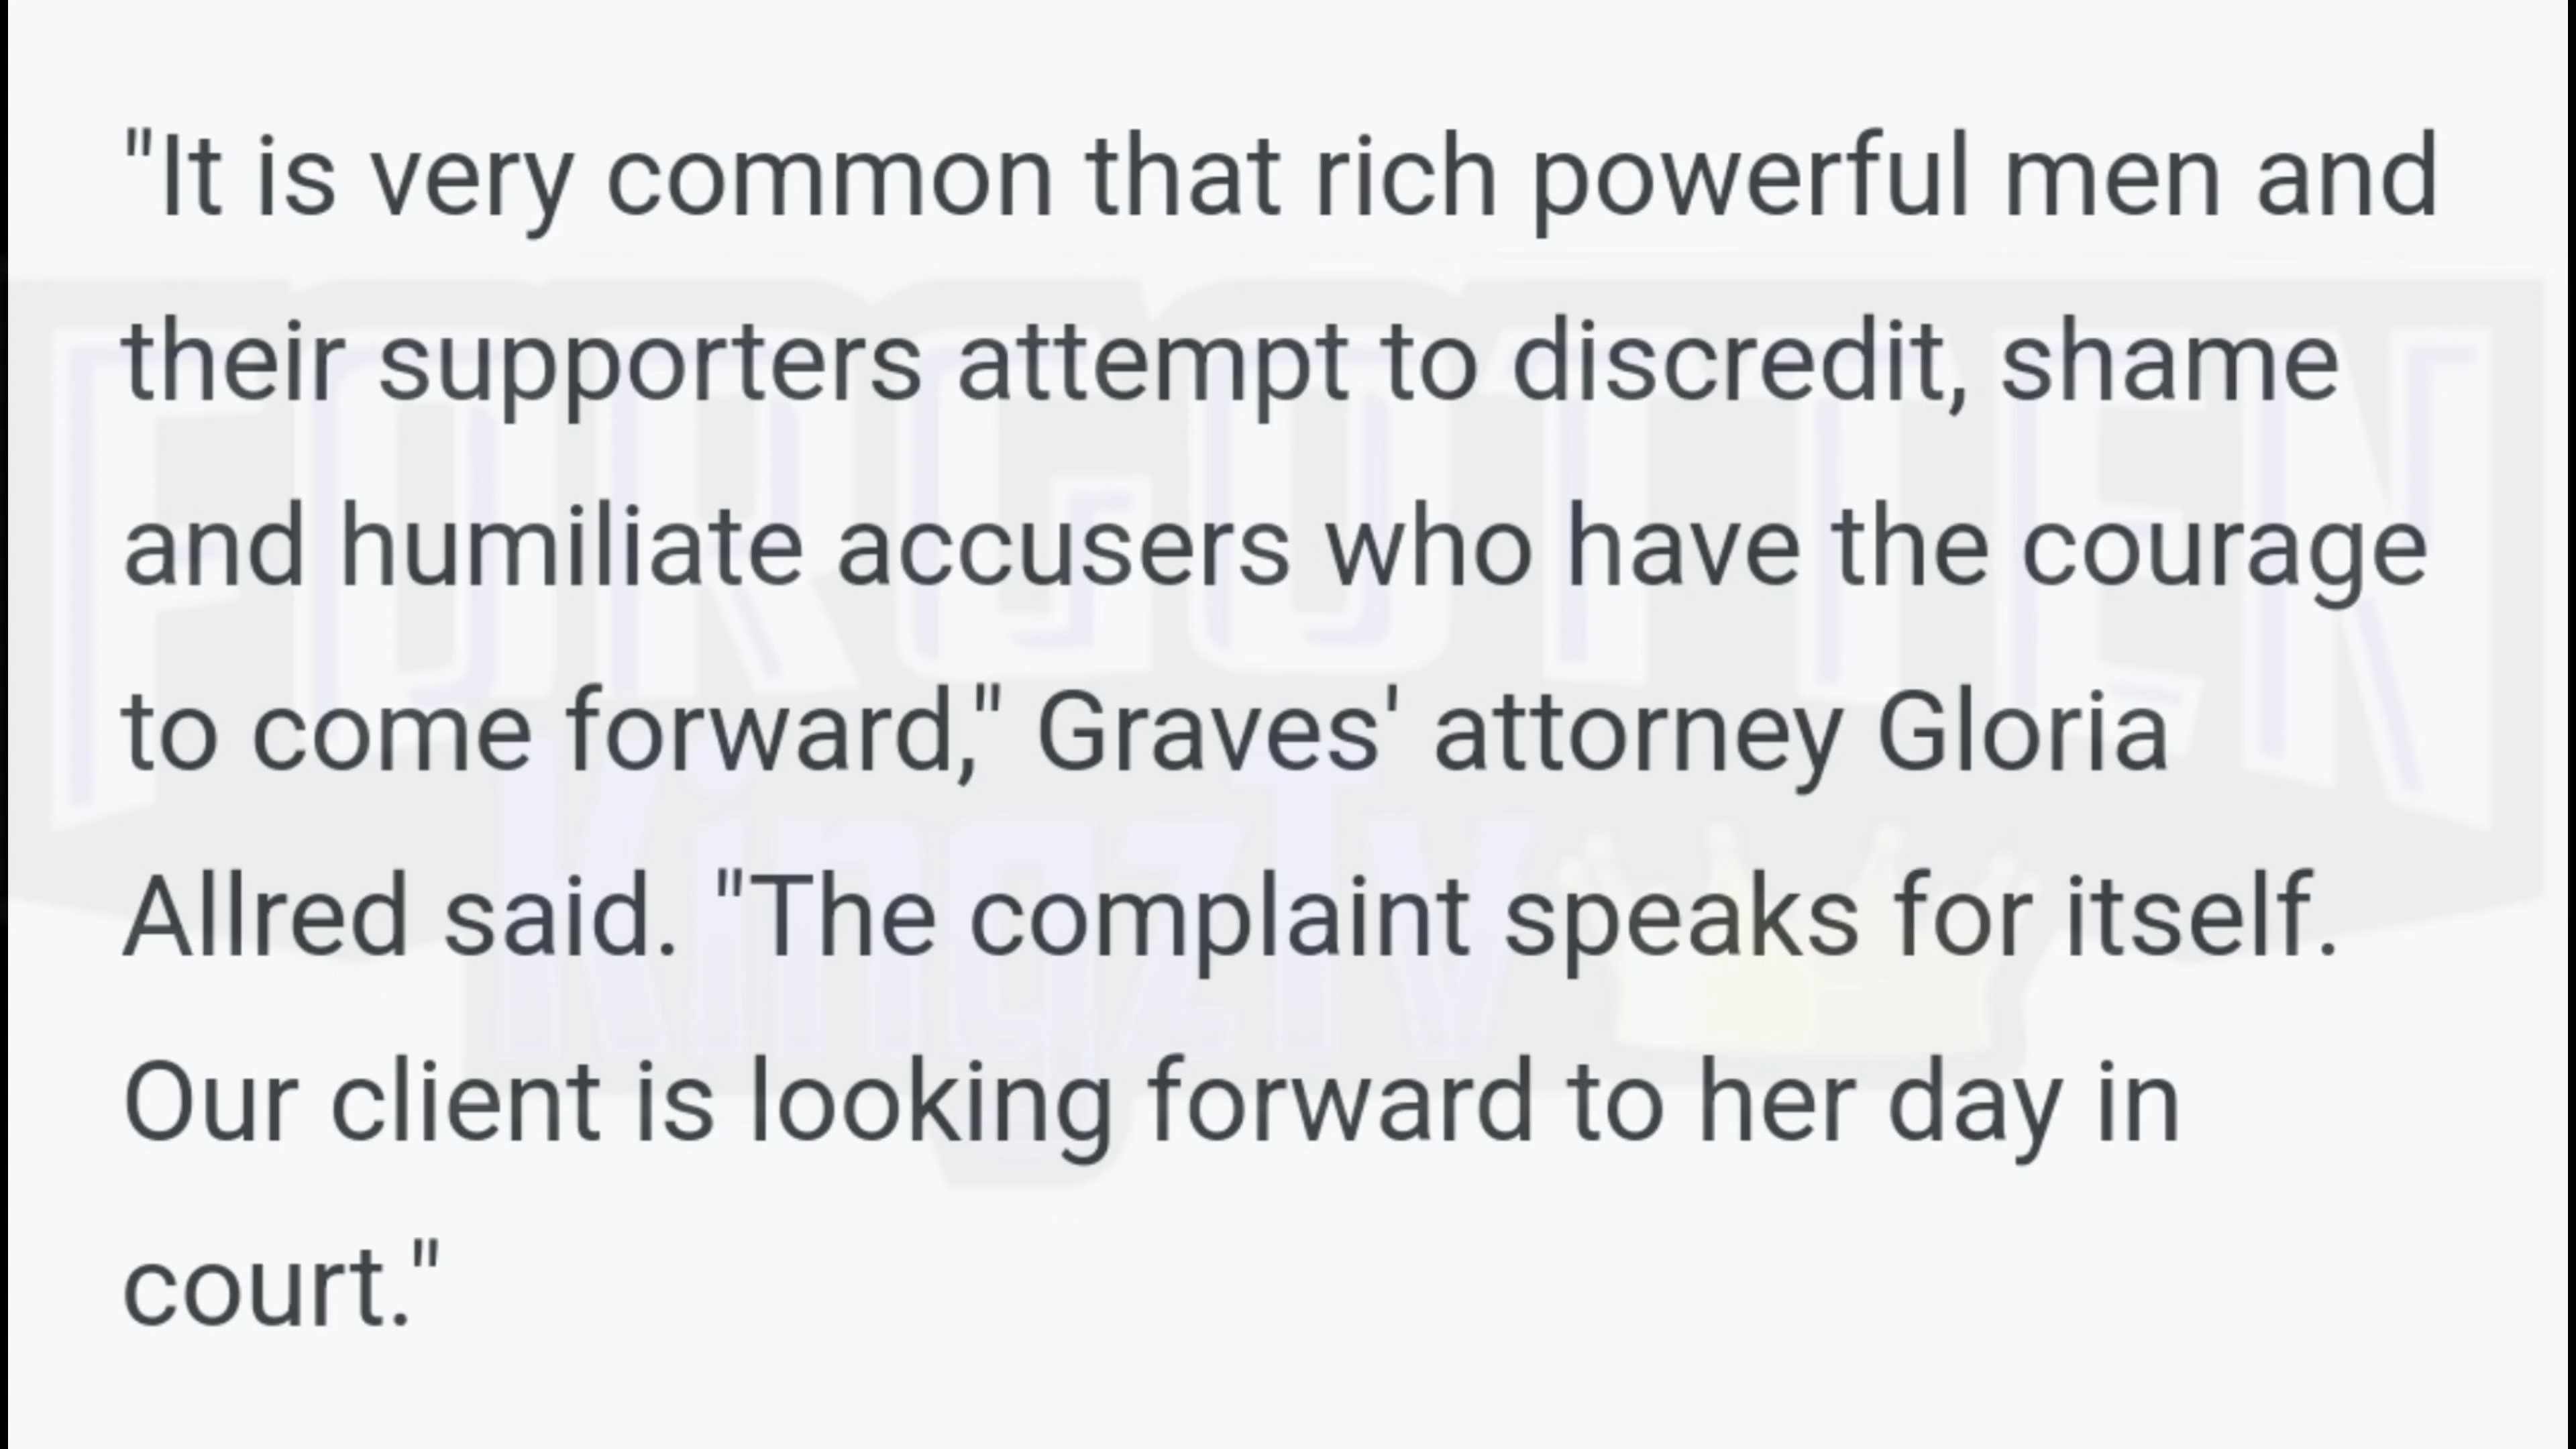 "It is very common that rich powerful men and
their supporters attempt to discredit, shame
and humiliate accusers who have the courage
to come forward," Graves' attorney Gloria
Allred said. "The complaint speaks for itself.
Our client is looking forward to her day in
court."
FORGOTTEN
KingzTv